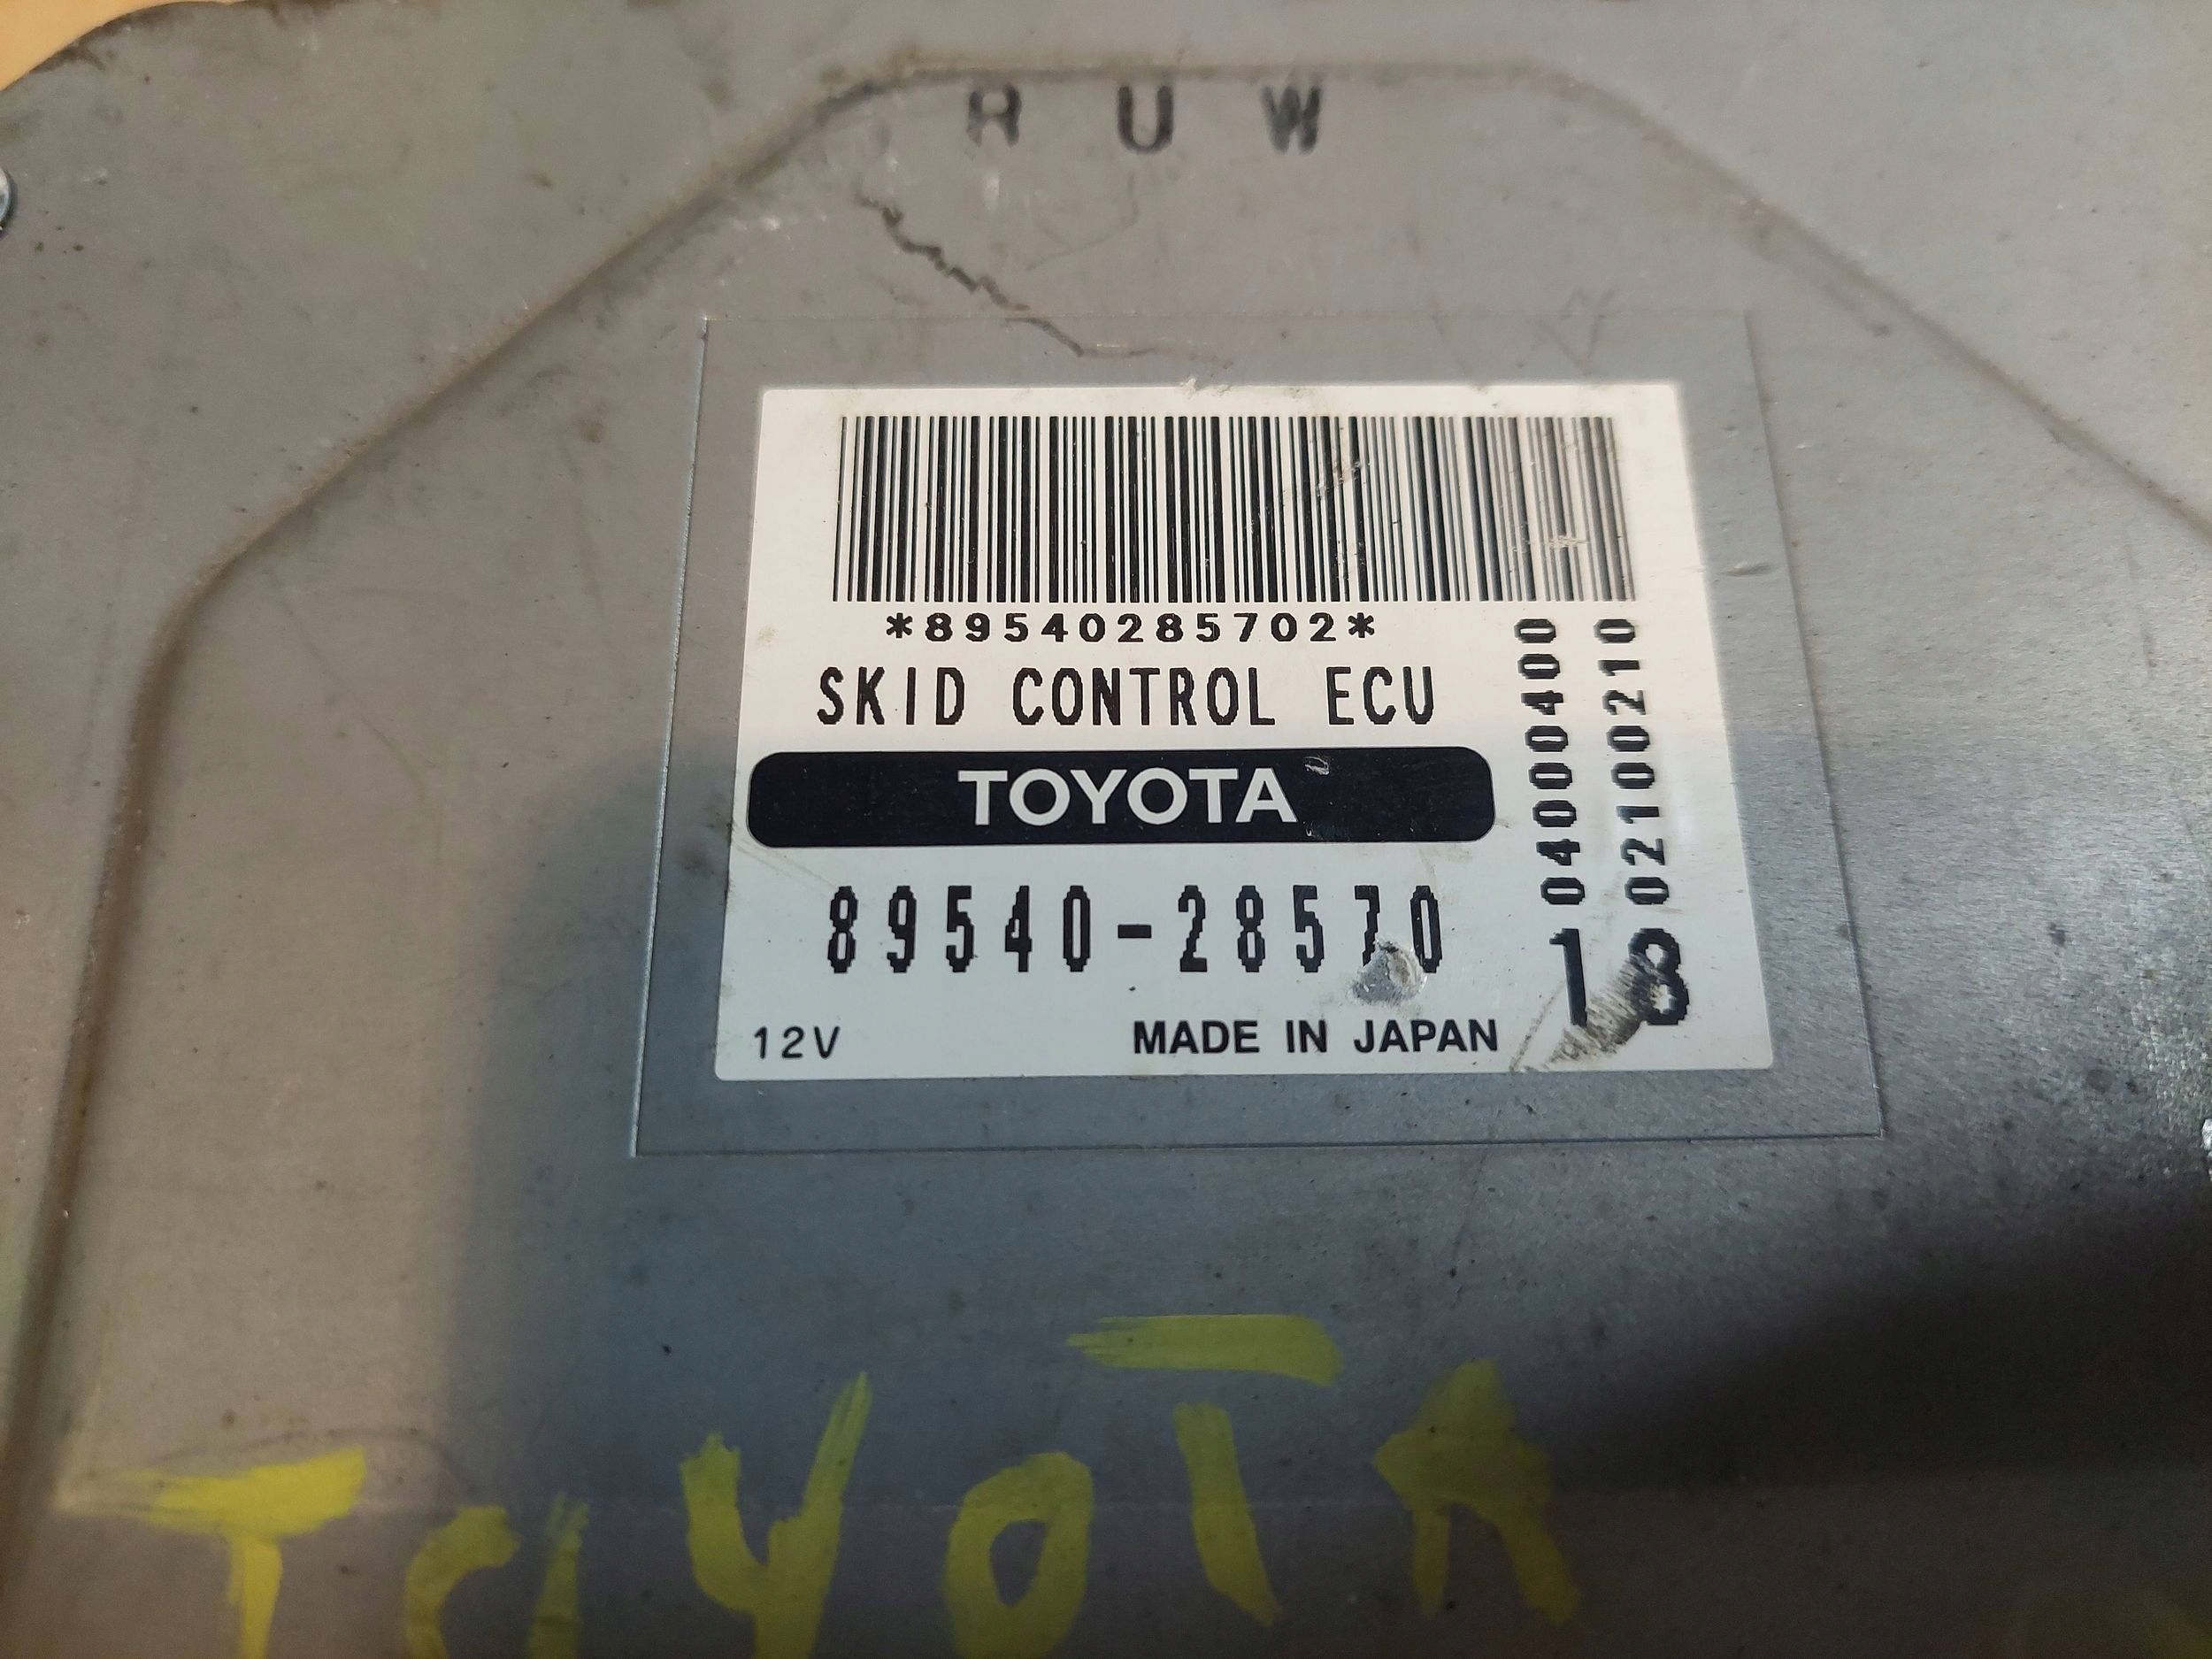 RUW
*89540285702*
SKID CONTROL ECU
TOYOTA
89540-28570
12V MADE IN JAPAN
04000400
02100210
18
TOYOTA